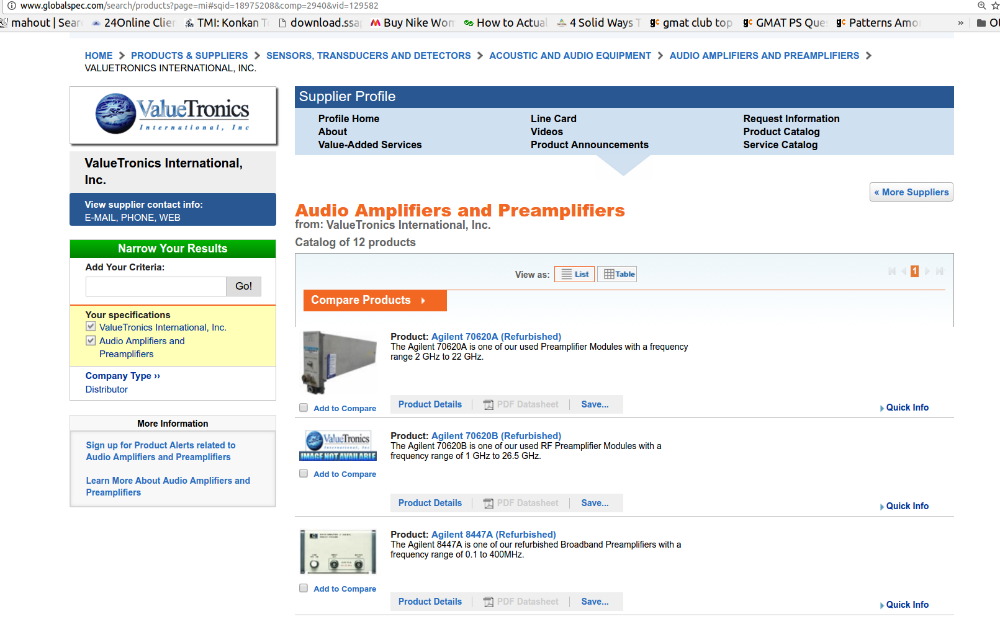 www.globalspec.com/search/products?page=mi#sqid=18975208&comp=2940&vid=129582
mahout | Sear
24Online Clier
TMI: Konkan To
download.ssa
Buy Nike Wom
How to Actual
4 Solid Ways T
gmat club top
GMAT PS Ques
Patterns Amor
»
HOME > PRODUCTS & SUPPLIERS > SENSORS, TRANSDUCERS AND DETECTORS > ACOUSTIC AND AUDIO EQUIPMENT > AUDIO AMPLIFIERS AND PREAMPLIFIERS >
VALUETRONICS INTERNATIONAL, INC.
ValueTronics
International, Inc
ValueTronics International,
Inc.
View supplier contact info:
E-MAIL, PHONE, WEB
Narrow Your Results
Add Your Criteria:
Go!
Your specifications
ValueTronics International, Inc.
Audio Amplifiers and
Preamplifiers
Company Type ››
Distributor
More Information
Sign up for Product Alerts related to
Audio Amplifiers and Preamplifiers
Learn More About Audio Amplifiers and
Preamplifiers
Supplier Profile
Profile Home
Line Card
Request Information
About
Videos
Product Catalog
Value-Added Services
Product Announcements
Service Catalog
« More Suppliers
Audio Amplifiers and Preamplifiers
from: ValueTronics International, Inc.
Catalog of 12 products
View as: List Table
1
Compare Products
Product: Agilent 70620A (Refurbished)
The Agilent 70620A is one of our used Preamplifier Modules with a frequency
range 2 GHz to 22 GHz.
Add to Compare
Product Details
PDF Datasheet
Save...
Quick Info
ValueTronics
International, Inc
IMAGE NOT AVAILABLE
Product: Agilent 70620B (Refurbished)
The Agilent 70620B is one of our used RF Preamplifier Modules with a
frequency range of 1 GHz to 26.5 GHz.
Add to Compare
Product Details
PDF Datasheet
Save...
Quick Info
Product: Agilent 8447A (Refurbished)
The Agilent 8447A is one of our refurbished Broadband Preamplifiers with a
frequency range of 0.1 to 400MHz.
Add to Compare
Product Details
PDF Datasheet
Save...
Quick Info